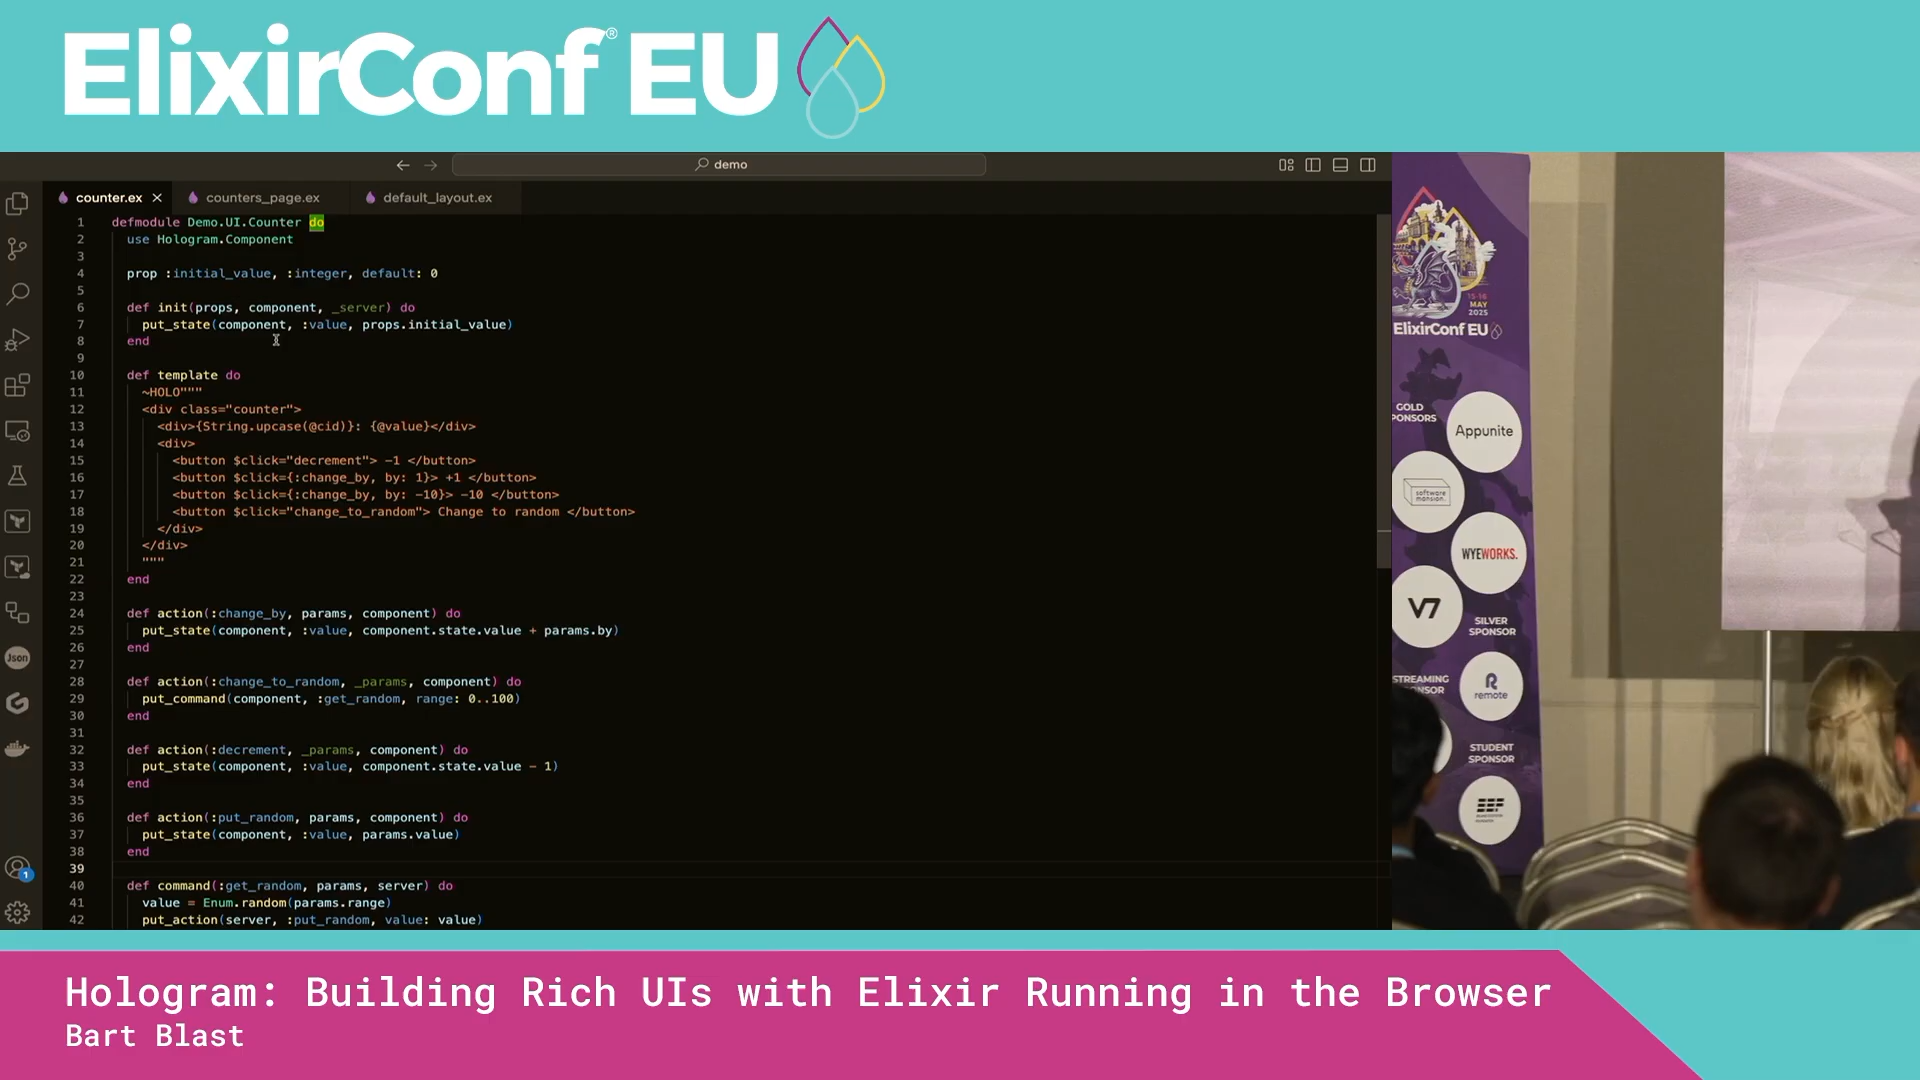 ElixirConf® EU
demo
counter.ex
counters_page.ex
default_layout.ex
1 defmodule Demo.UI.Counter do
2 use Hologram.Component
3
4 prop :initial_value, :integer, default: 0
5
6 def init(props, component, _server) do
7 put_state(component, :value, props.initial_value)
8 end
9
10 def template do
11 ~HOLO"""
12 <div class="counter">
13 <div>{String.upcase(@cid)}: {@value}</div>
14 <div>
15 <button $click="decrement"> -1 </button>
16 <button $click={:change_by, by: 1}> +1 </button>
17 <button $click={:change_by, by: -10}> -10 </button>
18 <button $click="change_to_random"> Change to random </button>
19 </div>
20 </div>
21 """
22 end
23
24 def action(:change_by, params, component) do
25 put_state(component, :value, component.state.value + params.by)
26 end
27
28 def action(:change_to_random, _params, component) do
29 put_command(component, :get_random, range: 0..100)
30 end
31
32 def action(:decrement, _params, component) do
33 put_state(component, :value, component.state.value - 1)
34 end
35
36 def action(:put_random, params, component) do
37 put_state(component, :value, params.value)
38 end
39
40 def command(:get_random, params, server) do
41 value = Enum.random(params.range)
42 put_action(server, :put_random, value: value)
Json
1
15-16
MAY
2025
ElixirConf EU
GOLD
PONSORS
Appunite
software
mansion.
WYEWORKS.
V7
SILVER
SPONSOR
STREAMING
remote
STUDENT
SPONSOR
EEF
Hologram: Building Rich UIs with Elixir Running in the Browser
Bart Blast